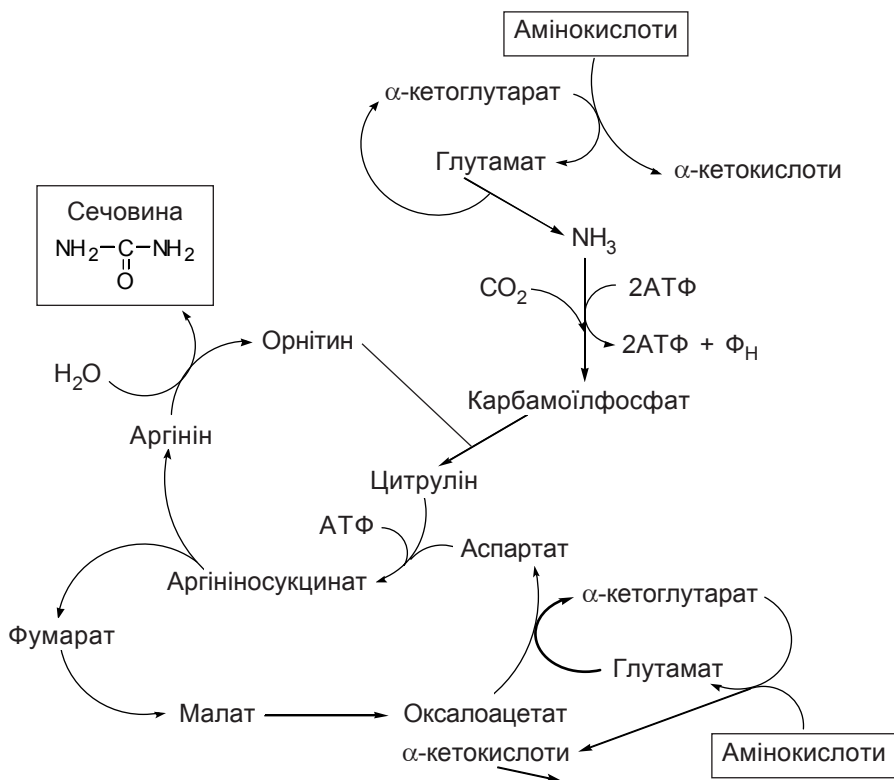 Амінокислоти
α-кетоглутарат
Глутамат
α-кетокислоти
Сечовина
NH₂–C–NH₂
O
NH₃
CO₂
2АТФ
2АТФ + Ф_Н
Орнітин
H₂O
Карбамоїлфосфат
Аргінін
Цитрулін
АТФ
Аспартат
Аргініносукцинат
α-кетоглутарат
Фумарат
Глутамат
Малат
Оксалоацетат
α-кетокислоти
Амінокислоти